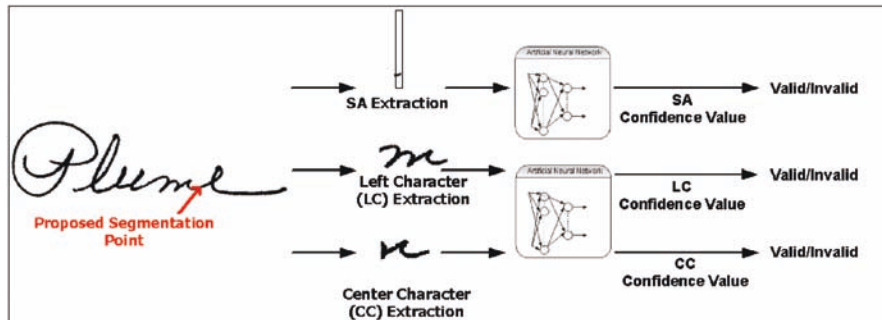 Artificial Neural Network
SA Extraction
SA
Confidence Value
Valid/Invalid
Plume
Proposed Segmentation
Point
m
Left Character
(LC) Extraction
Artificial Neural Network
LC
Confidence Value
Valid/Invalid
Center Character
(CC) Extraction
CC
Confidence Value
Valid/Invalid